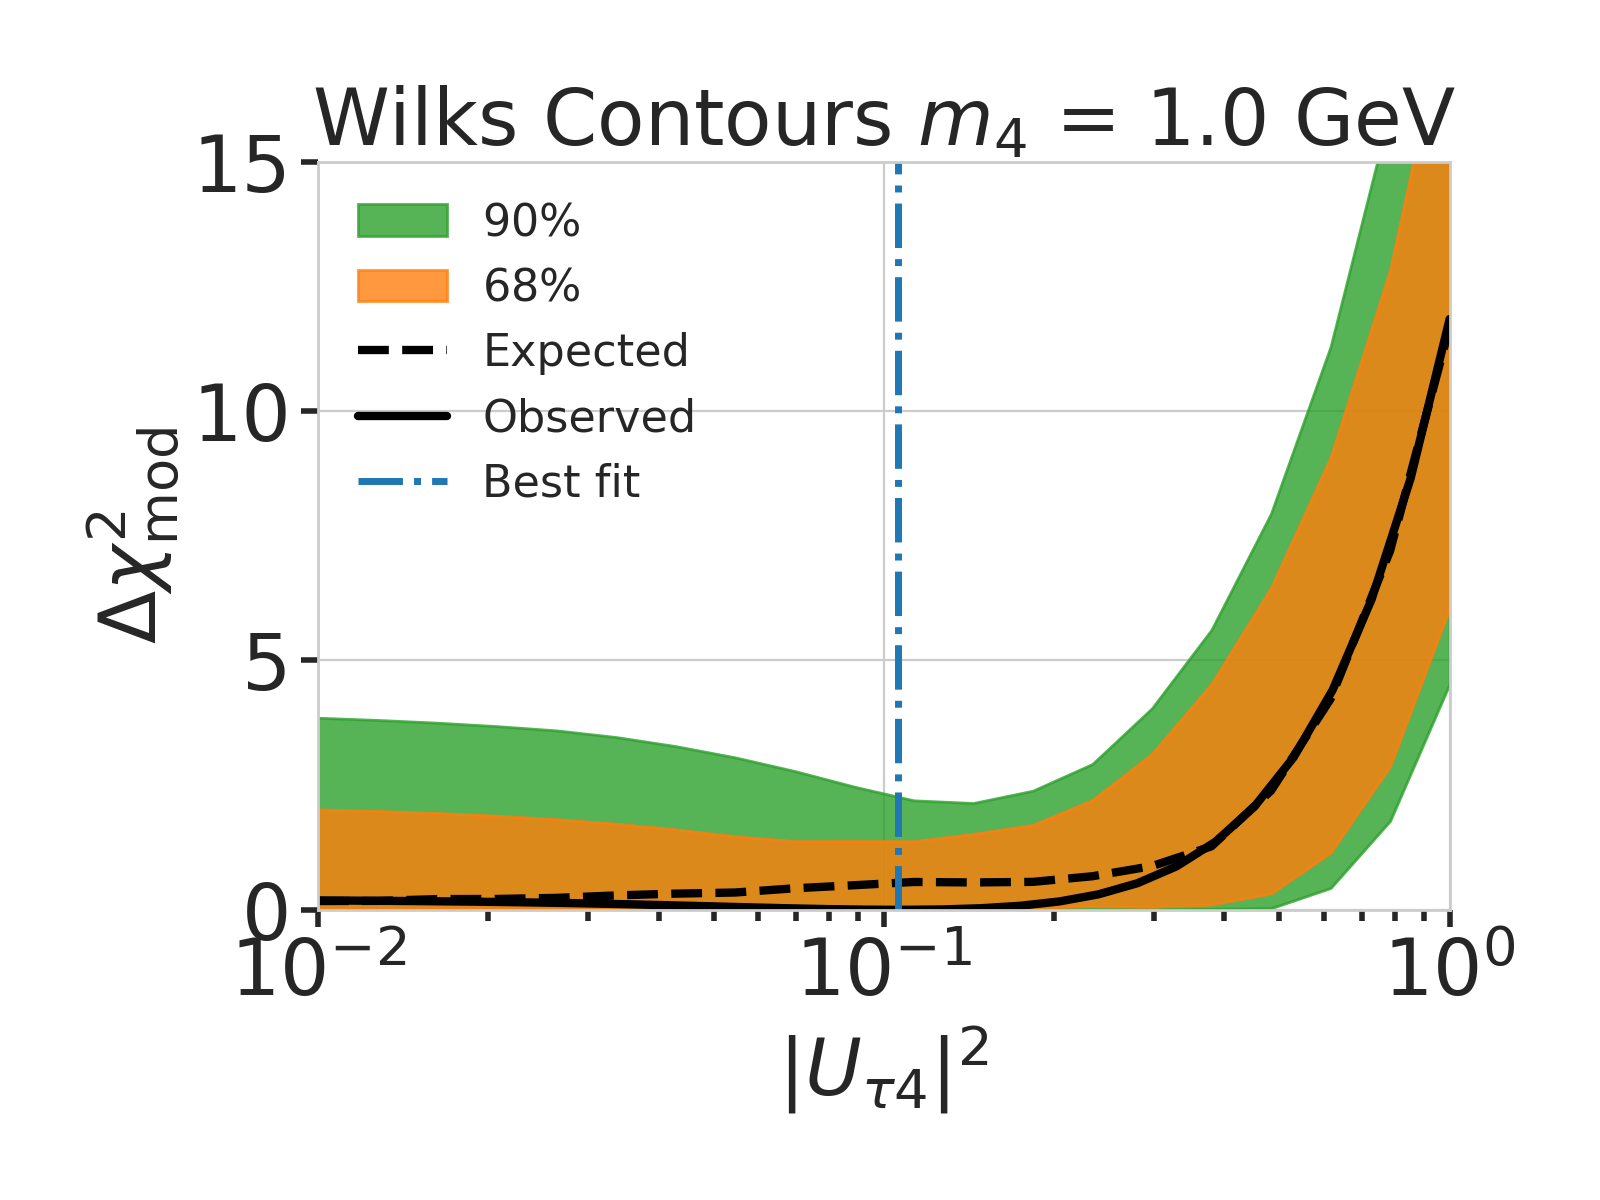 Wilks Contours m₄ = 1.0 GeV
15
10
5
0
Δχ²mod
90%
68%
Expected
Observed
Best fit
10⁻²
10⁻¹
10⁰
|Uτ4|²